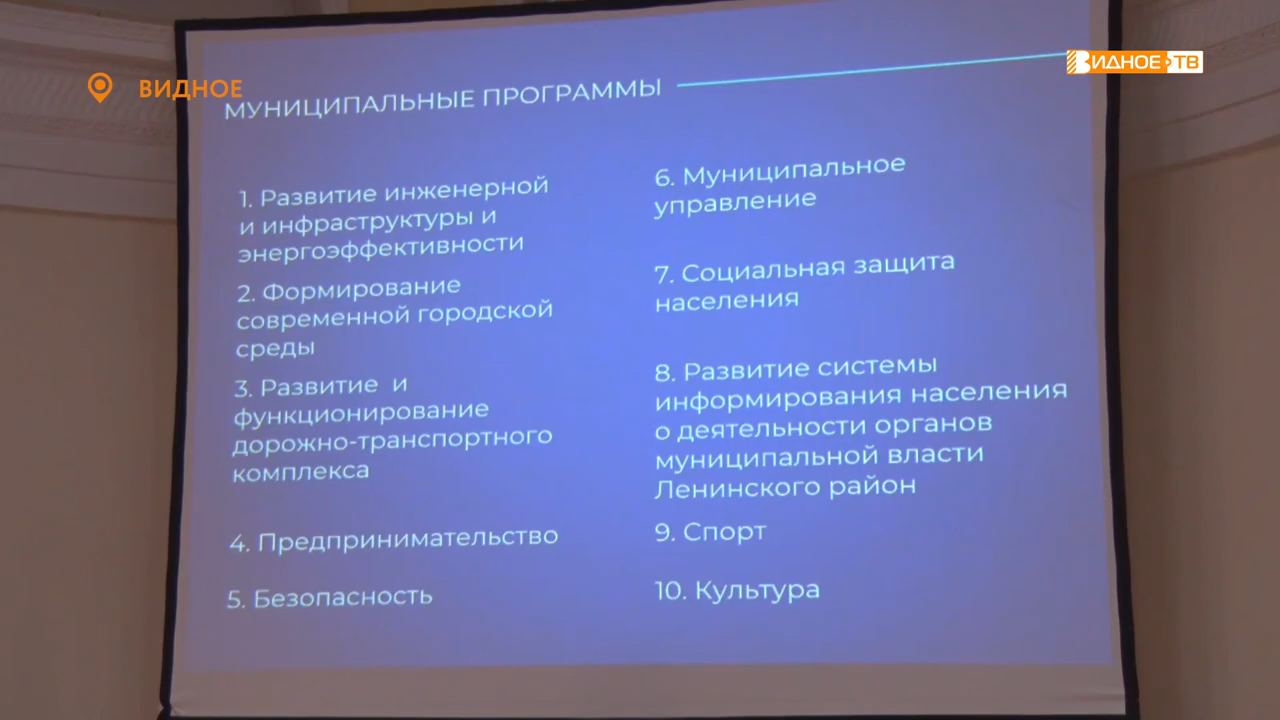 ВИДНОЕ
ВИДНОЕ ТВ
МУНИЦИПАЛЬНЫЕ ПРОГРАММЫ
1. Развитие инженерной
и инфраструктуры и
энергоэффективности
2. Формирование
современной городской
среды
3. Развитие и
функционирование
дорожно-транспортного
комплекса
4. Предпринимательство
5. Безопасность
6. Муниципальное
управление
7. Социальная защита
населения
8. Развитие системы
информирования населения
о деятельности органов
муниципальной власти
Ленинского район
9. Спорт
10. Культура